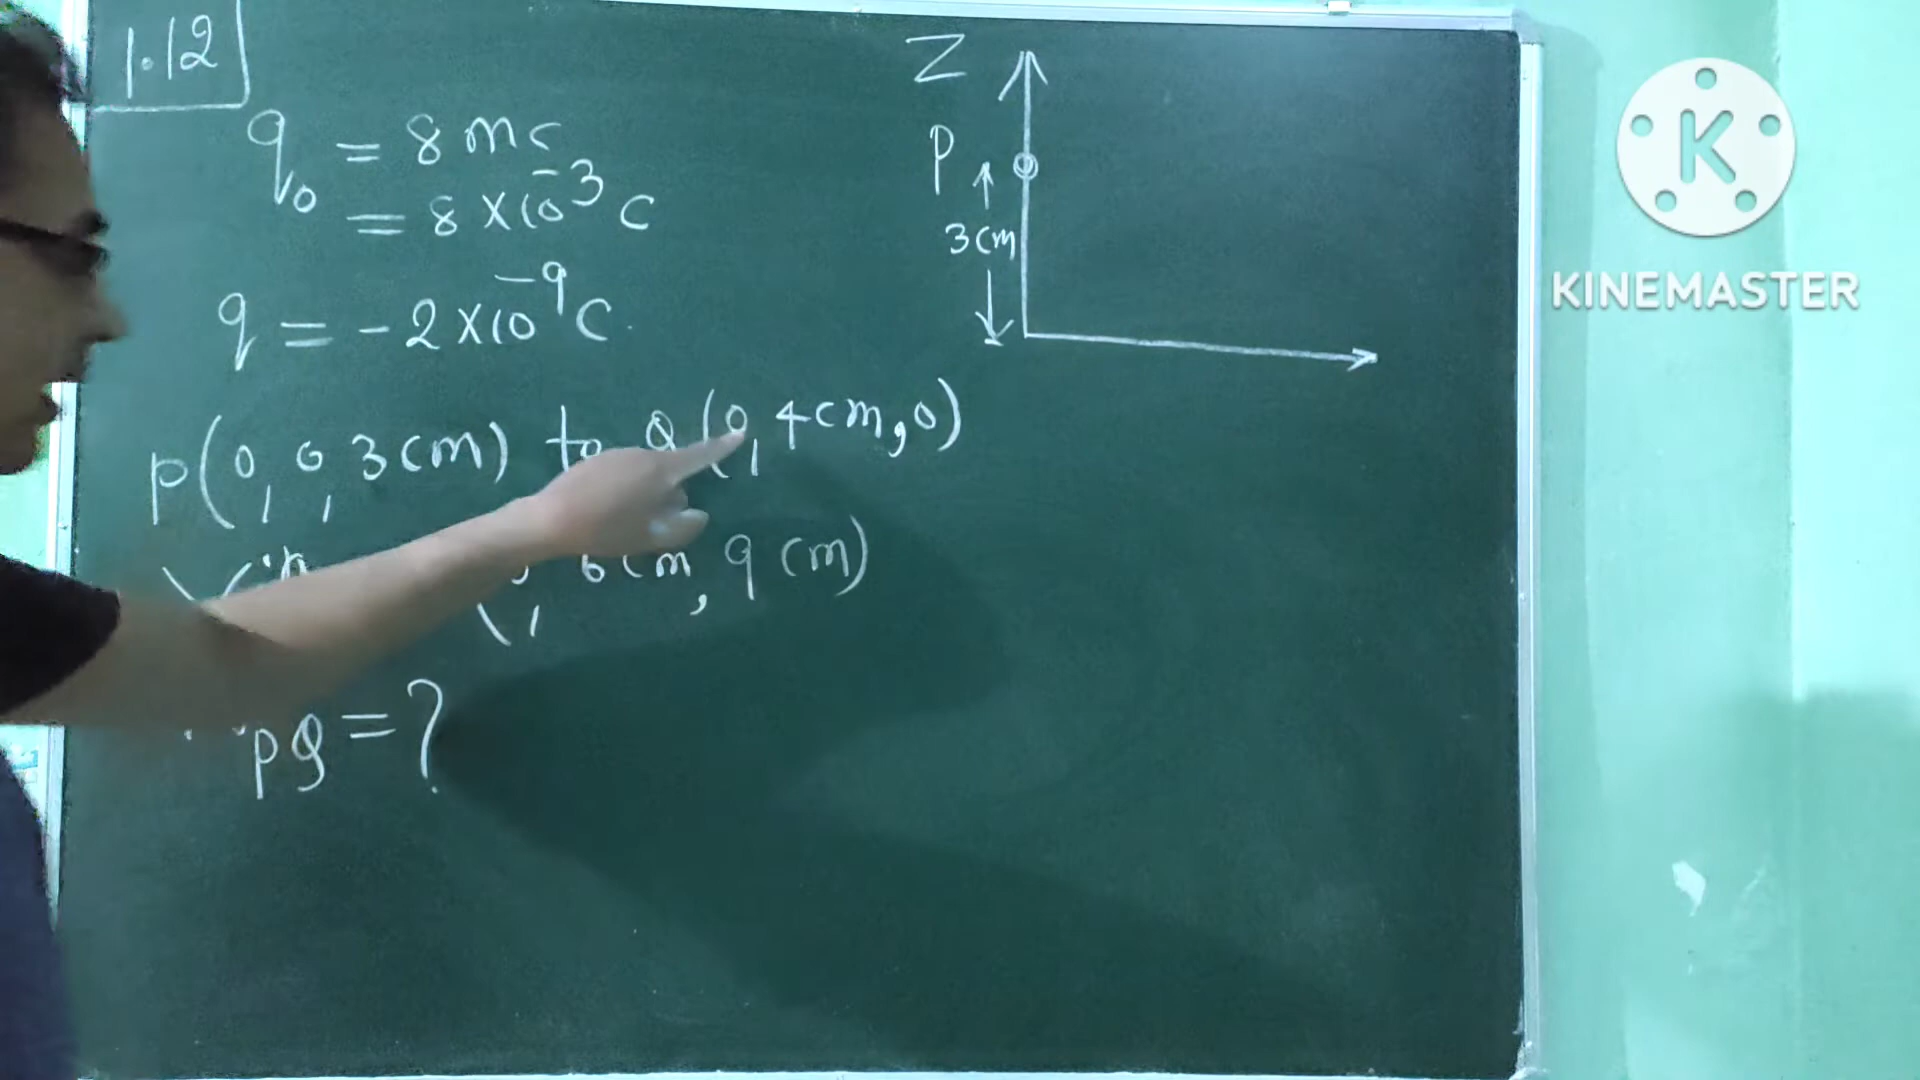 1.12
q₀ = 8 mc
= 8 × 10⁻³ C
q = -2 × 10⁻⁹ C.
P(0, 0, 3cm) to Q(0, 4cm, 0)
6cm, 9cm)
PQ = ?
Z
P
3cm
K
KINEMASTER